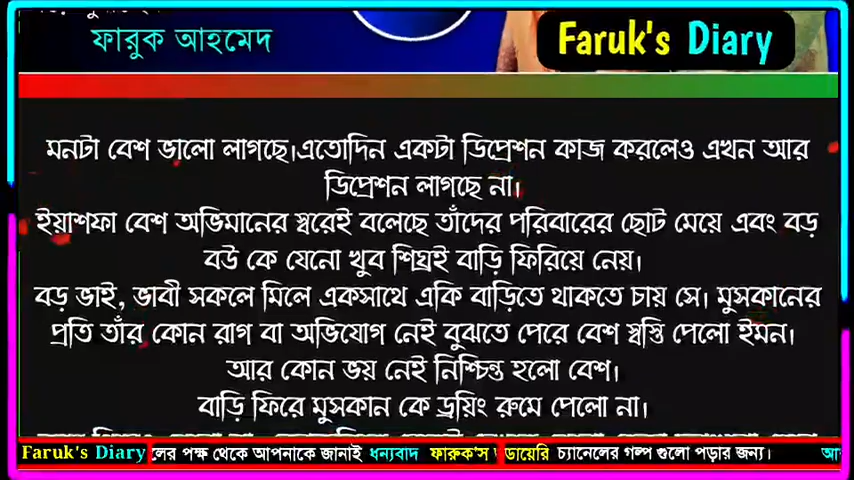 ফারুক আহমেদ
Faruk's Diary
মনটা বেশ ভালো লাগছে।এতোদিন একটা ডিপ্রেশন কাজ করলেও এখন আর
ডিপ্রেশন লাগছে না।
ইয়াশফা বেশ অভিমানের স্বরেই বলেছে তাঁদের পরিবারের ছোট মেয়ে এবং বড়
বউ কে যেনো খুব শিঘ্রই বাড়ি ফিরিয়ে নেয়।
বড় ভাই, ভাবী সকলে মিলে একসাথে একি বাড়িতে থাকতে চায় সে। মুসকানের
প্রতি তাঁর কোন রাগ বা অভিযোগ নেই বুঝতে পেরে বেশ স্বস্তি পেলো ইমন।
আর কোন ভয় নেই নিশ্চিন্ত হলো বেশ।
বাড়ি ফিরে মুসকান কে ড্রয়িং রুমে পেলো না।
Faruk's Diary লের পক্ষ থেকে আপনাকে জানাই ধন্যবাদ ফারুক'স ডায়েরি চ্যানেলের গল্প গুলো পড়ার জন্য।